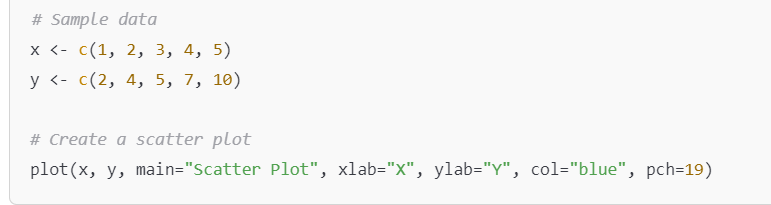 # Sample data
x <- c(1, 2, 3, 4, 5)
y <- c(2, 4, 5, 7, 10)
# Create a scatter plot
plot(x, y, main="Scatter Plot", xlab="X", ylab="Y", col="blue", pch=19)